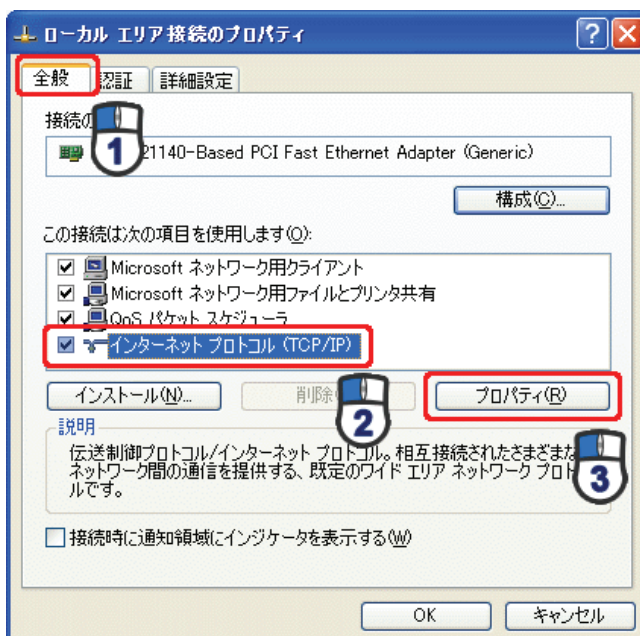 ローカル エリア接続のプロパティ
全般
認証
詳細設定
接続の
1
21140-Based PCI Fast Ethernet Adapter (Generic)
構成(C)...
この接続は次の項目を使用します(O):
Microsoft ネットワーク用クライアント
Microsoft ネットワーク用ファイルとプリンタ共有
QoS パケット スケジューラ
インターネット プロトコル (TCP/IP)
インストール(N)...
削除
プロパティ(R)
2
説明
伝送制御プロトコル/インターネット プロトコル。相互接続されたさまざまな
ネットワーク間の通信を提供する、既定のワイド エリア ネットワーク プロト
ルです。
3
接続時に通知領域にインジケータを表示する(W)
OK
キャンセル